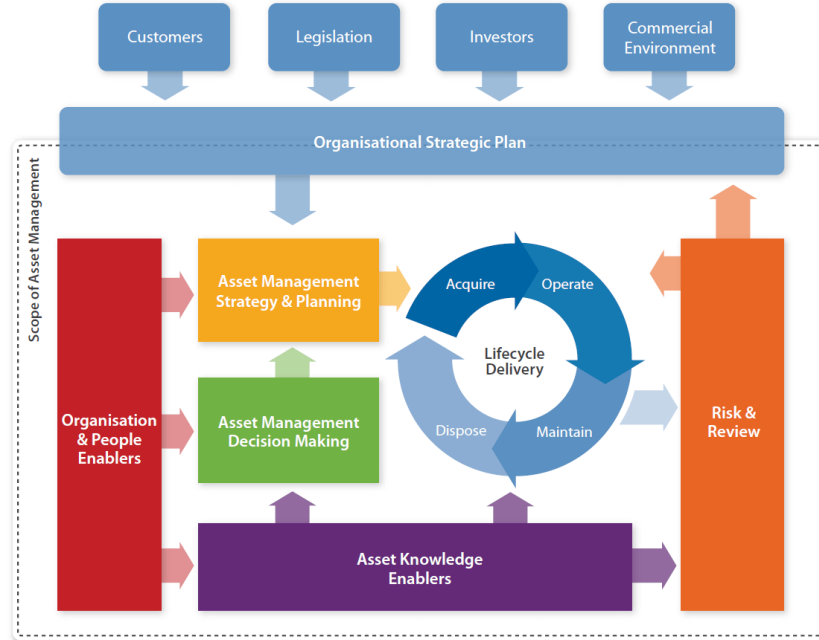 Customers
Legislation
Investors
Commercial
Environment
Organisational Strategic Plan
Scope of Asset Management
Asset Management
Strategy & Planning
Acquire
Operate
Lifecycle
Delivery
Organisation
& People
Enablers
Asset Management
Decision Making
Dispose
Maintain
Risk &
Review
Asset Knowledge
Enablers